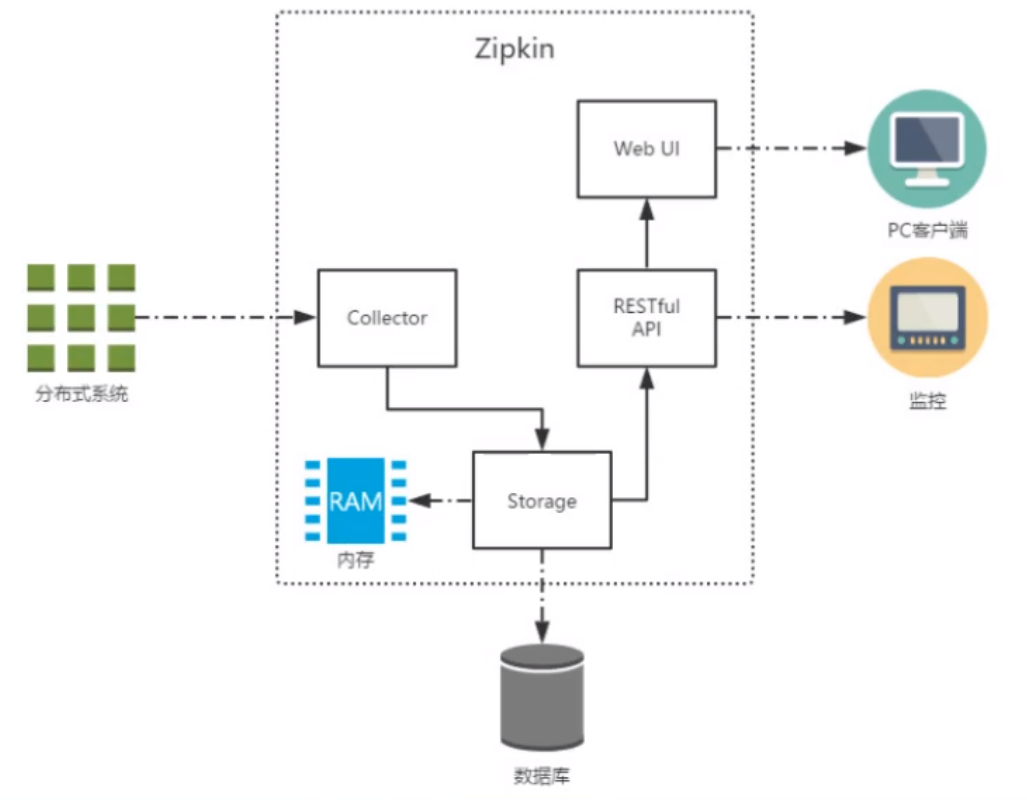 Zipkin
Web UI
PC客户端
Collector
RESTful
API
分布式系统
监控
RAM
Storage
内存
数据库